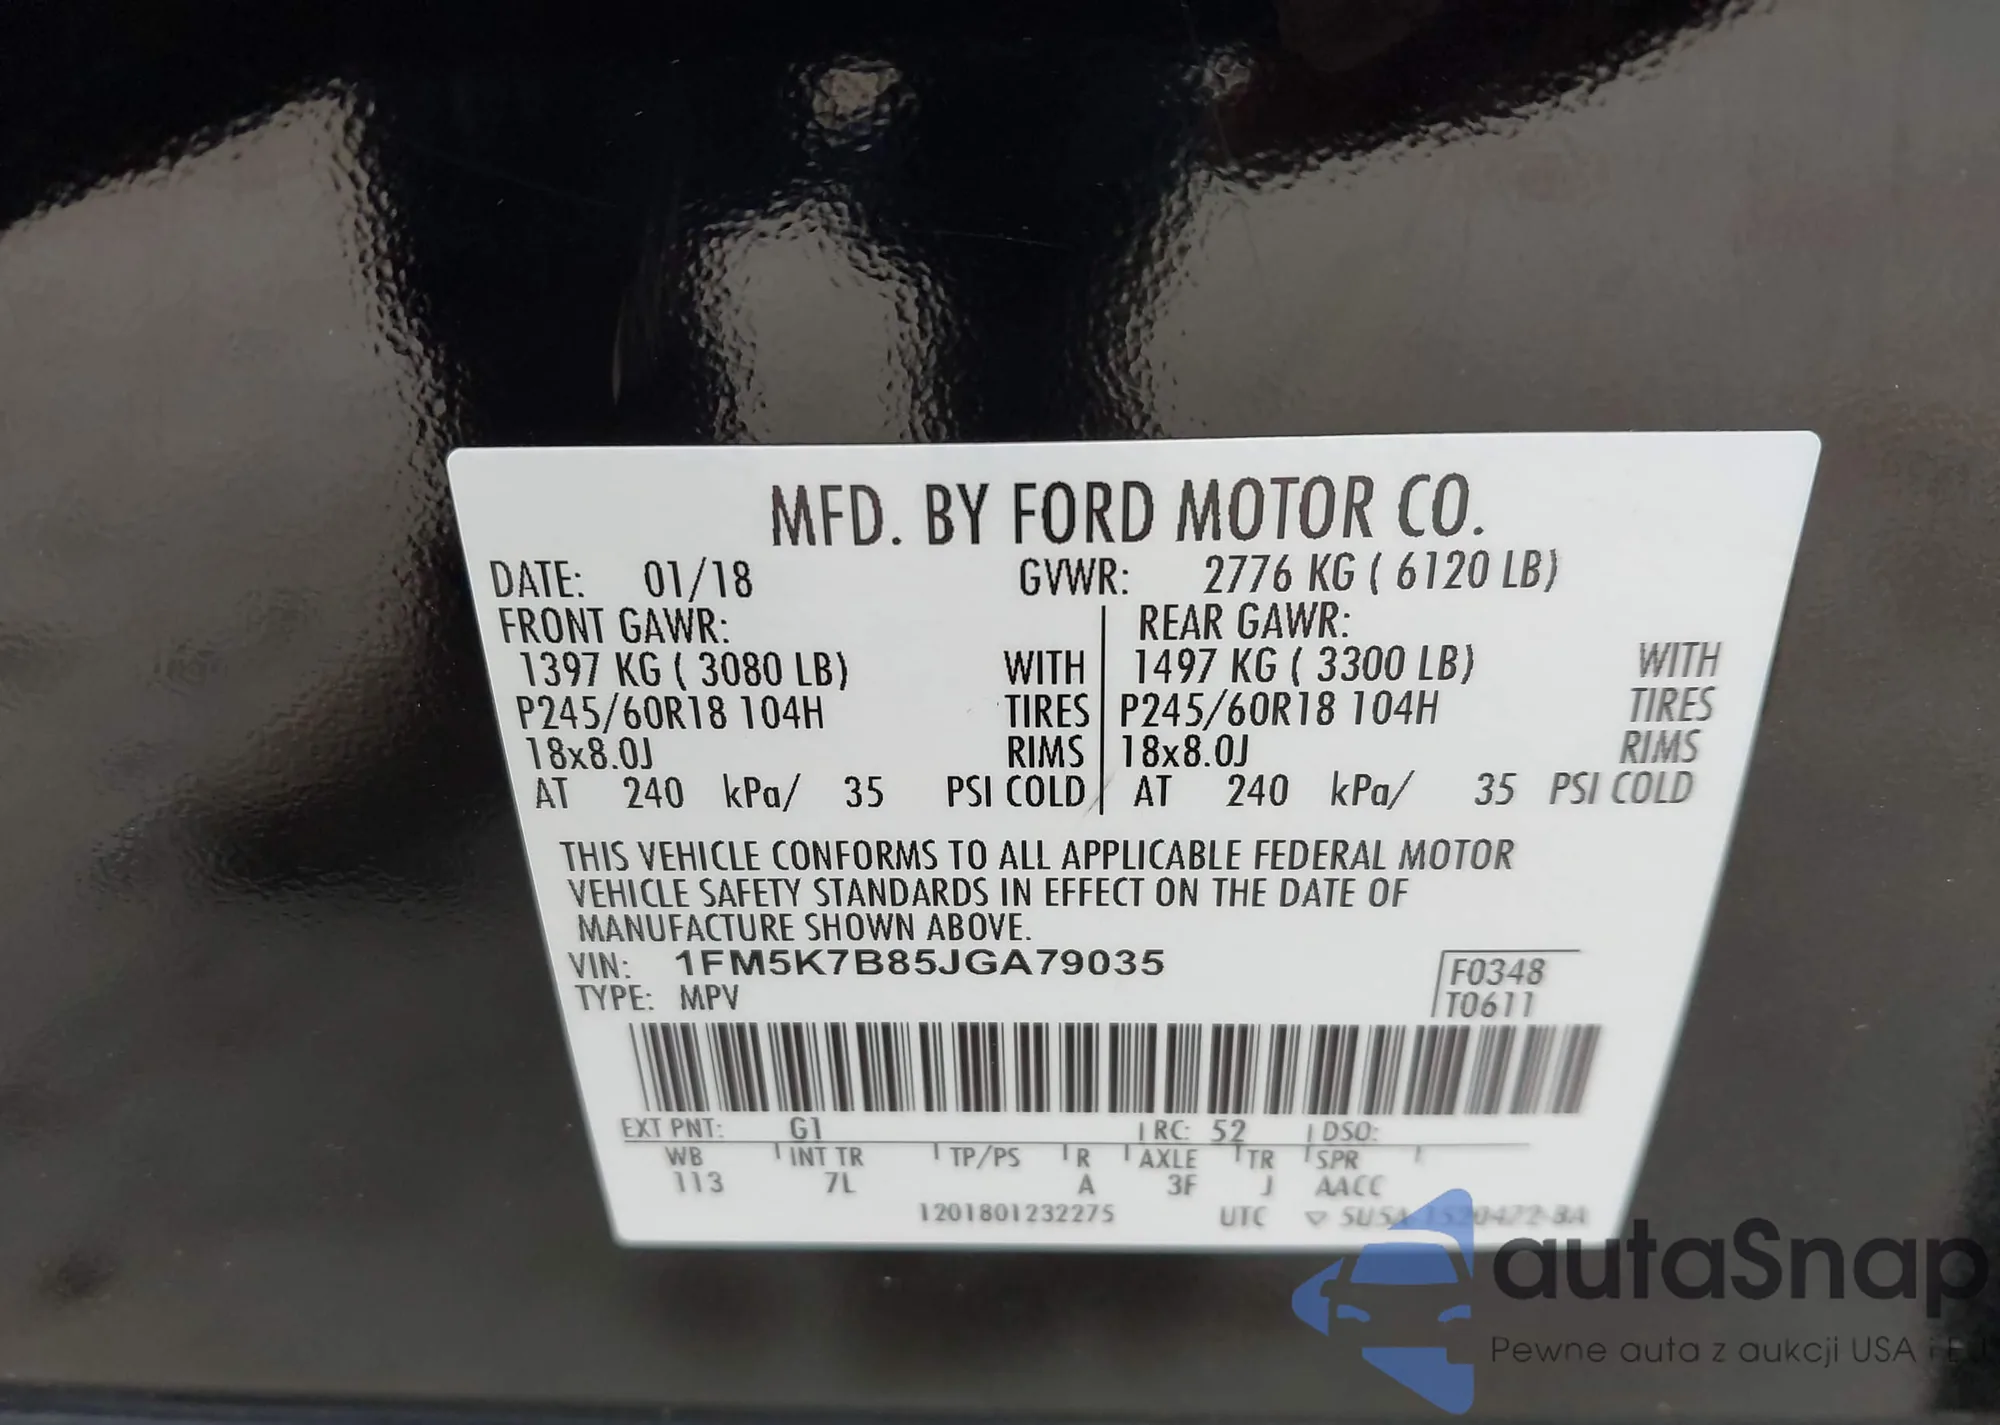 MFD. BY FORD MOTOR CO.
DATE: 01/18 GVWR: 2776 KG ( 6120 LB)
FRONT GAWR: REAR GAWR:
1397 KG ( 3080 LB) WITH 1497 KG ( 3300 LB) WITH
P245/60R18 104H TIRES P245/60R18 104H TIRES
18x8.0J RIMS 18x8.0J RIMS
AT 240 kPa/ 35 PSI COLD AT 240 kPa/ 35 PSI COLD
THIS VEHICLE CONFORMS TO ALL APPLICABLE FEDERAL MOTOR
VEHICLE SAFETY STANDARDS IN EFFECT ON THE DATE OF
MANUFACTURE SHOWN ABOVE.
VIN: 1FM5K7B85JGA79035 F0348
TYPE: MPV T0611
EXT PNT: G1 RC: 52 DSO:
WB INT TR TP/PS R AXLE TR SPR
113 7L A 3F J AACC
1201801232275 UTC
autaSnap
Pewne auta z aukcji USA i EU